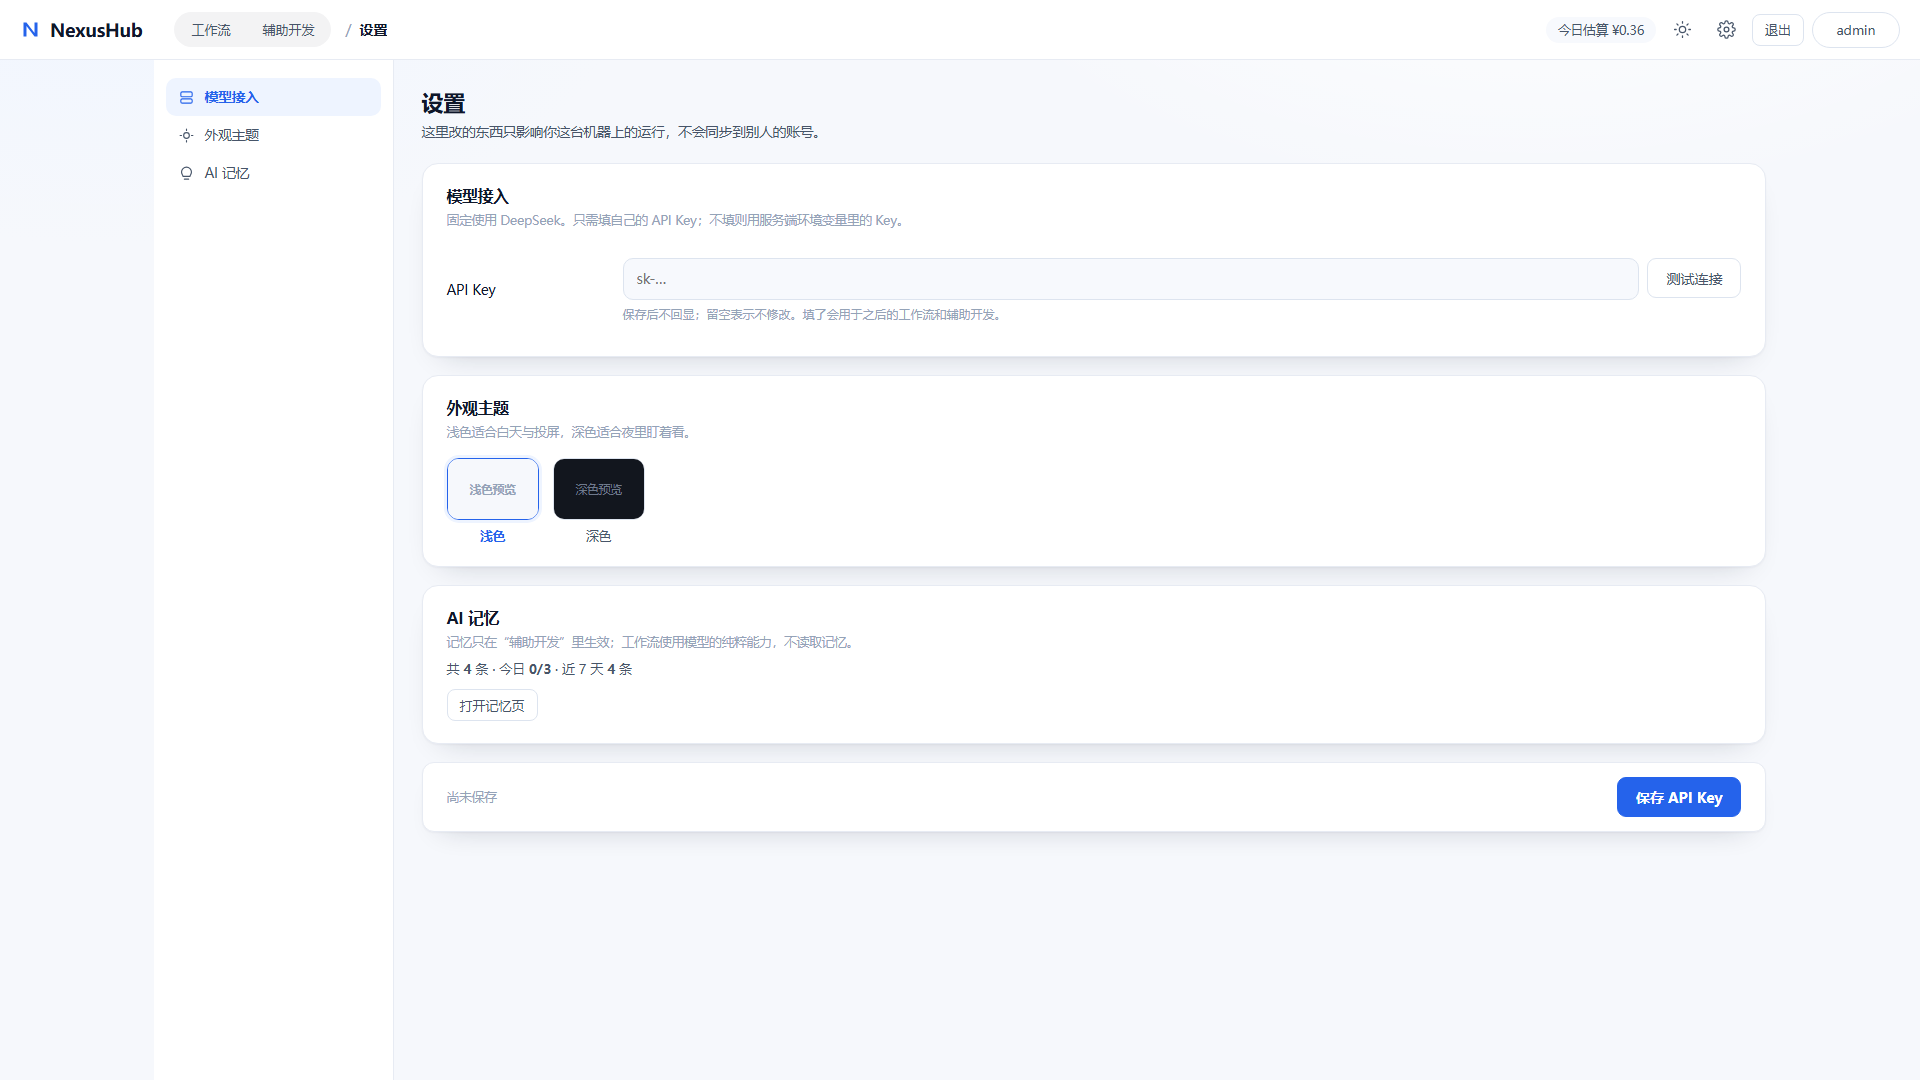 NexusHub
工作流 辅助开发 / 设置
今日估算 ¥0.36
退出
admin
模型接入
外观主题
AI 记忆
设置
这里改的东西只影响你这台机器上的运行，不会同步到别人的账号。
模型接入
固定使用 DeepSeek。只需填自己的 API Key；不填则用服务端环境变量里的 Key。
API Key
sk-...
测试连接
保存后不回显；留空表示不修改。填了会用于之后的工作流和辅助开发。
外观主题
浅色适合白天与投屏，深色适合夜里盯着看。
浅色预览
深色预览
浅色
深色
AI 记忆
记忆只在“辅助开发”里生效；工作流使用模型的纯粹能力，不读取记忆。
共 4 条 · 今日 0/3 · 近 7 天 4 条
打开记忆页
尚未保存
保存 API Key